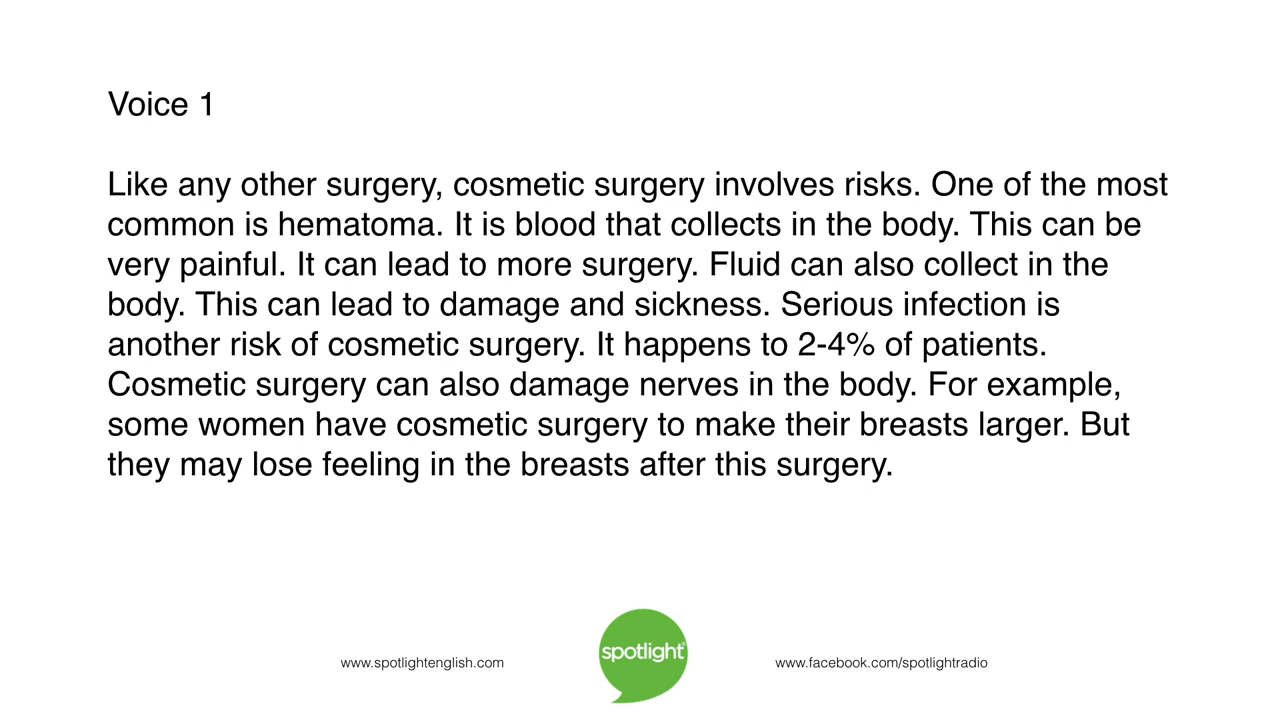 Voice 1
Like any other surgery, cosmetic surgery involves risks. One of the most
common is hematoma. It is blood that collects in the body. This can be
very painful. It can lead to more surgery. Fluid can also collect in the
body. This can lead to damage and sickness. Serious infection is
another risk of cosmetic surgery. It happens to 2-4% of patients.
Cosmetic surgery can also damage nerves in the body. For example,
some women have cosmetic surgery to make their breasts larger. But
they may lose feeling in the breasts after this surgery.
www.spotlightenglish.com
spotlight
www.facebook.com/spotlightradio